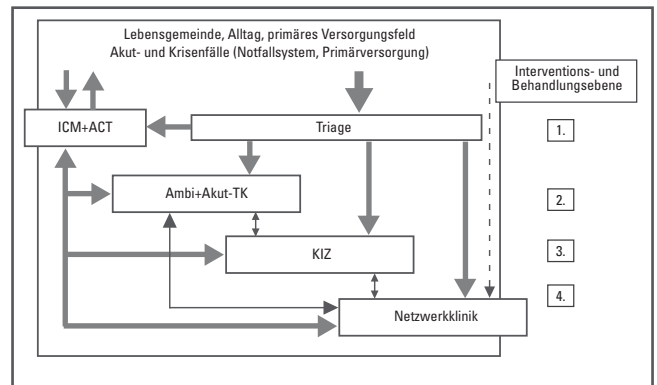 Lebensgemeinde, Alltag, primäres Versorgungsfeld
Akut- und Krisenfälle (Notfallsystem, Primärversorgung)
Interventions- und
Behandlungsebene
ICM+ACT
Triage
1.
Ambi+Akut-TK
2.
KIZ
3.
Netzwerkklinik
4.